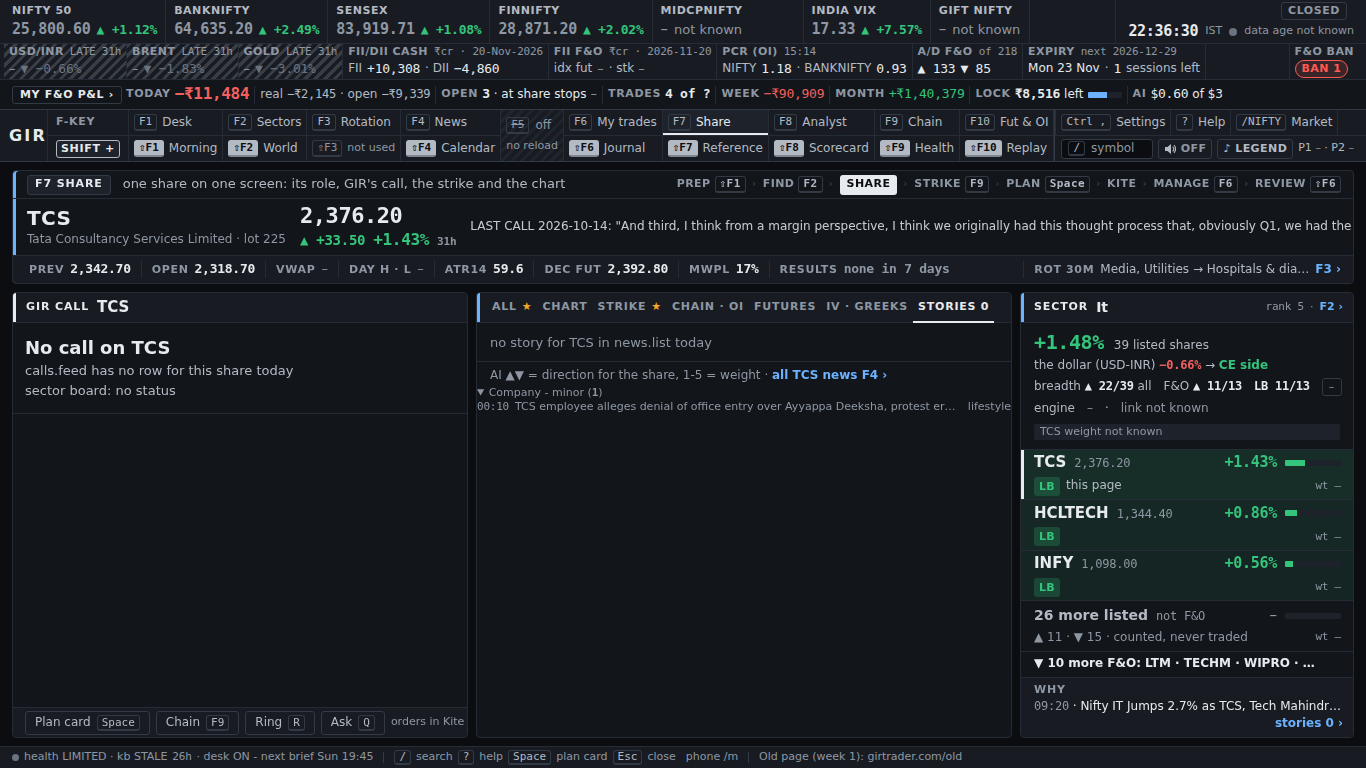 NIFTY 50 BANKNIFTY SENSEX FINNIFTY MIDCPNIFTY INDIA VIX GIFT NIFTY CLOSED
25,800.60 ▲ +1.12% 64,635.20 ▲ +2.49% 83,919.71 ▲ +1.08% 28,871.20 ▲ +2.02% – not known 17.33 ▲ +7.57% – not known 22:36:30 IST ● data age not known
USD/INR LATE 31h BRENT LATE 31h GOLD LATE 31h FII/DII CASH ₹cr · 20-Nov-2026 FII F&O ₹cr · 2026-11-20 PCR (OI) 15:14 A/D F&O of 218 EXPIRY next 2026-12-29 F&O BAN
– ▼ −0.66% – ▼ −1.83% – ▼ −3.01% FII +10,308 · DII −4,860 idx fut – · stk – NIFTY 1.18 · BANKNIFTY 0.93 ▲ 133 ▼ 85 Mon 23 Nov · 1 sessions left BAN 1
MY F&O P&L › TODAY −₹11,484 real −₹2,145 · open −₹9,339 OPEN 3 · at share stops – TRADES 4 of ? WEEK −₹90,909 MONTH +₹1,40,379 LOCK ₹8,516 left AI $0.60 of $3
GIR F-KEY F1 Desk F2 Sectors F3 Rotation F4 News F5 off F6 My trades F7 Share F8 Analyst F9 Chain F10 Fut & OI Ctrl , Settings ? Help /NIFTY Market
SHIFT + ⇧F1 Morning ⇧F2 World ⇧F3 not used ⇧F4 Calendar no reload ⇧F6 Journal ⇧F7 Reference ⇧F8 Scorecard ⇧F9 Health ⇧F10 Replay / symbol OFF ♪ LEGEND P1 – · P2 –
F7 SHARE one share on one screen: its role, GIR's call, the strike and the chart PREP ⇧F1 › FIND F2 › SHARE › STRIKE F9 › PLAN Space › KITE › MANAGE F6 › REVIEW ⇧F6
TCS 2,376.20
Tata Consultancy Services Limited · lot 225 ▲ +33.50 +1.43% 31h LAST CALL 2026-10-14: "And third, I think from a margin perspective, I think we originally had this thought process that, obviously Q1, we had the
PREV 2,342.70 OPEN 2,318.70 VWAP – DAY H · L – ATR14 59.6 DEC FUT 2,392.80 MWPL 17% RESULTS none in 7 days ROT 30M Media, Utilities → Hospitals & dia… F3 ›
GIR CALL TCS
No call on TCS
calls.feed has no row for this share today
sector board: no status
Plan card Space Chain F9 Ring R Ask Q orders in Kite
ALL ★ CHART STRIKE ★ CHAIN · OI FUTURES IV · GREEKS STORIES 0
no story for TCS in news.list today
AI ▲▼ = direction for the share, 1-5 = weight · all TCS news F4 ›
▼ Company - minor (1)
00:10 TCS employee alleges denial of office entry over Ayyappa Deeksha, protest er… lifestyle
SECTOR It rank 5 · F2 ›
+1.48% 39 listed shares
the dollar (USD-INR) −0.66% → CE side
breadth ▲ 22/39 all F&O ▲ 11/13 LB 11/13 –
engine – · link not known
TCS weight not known
TCS 2,376.20 +1.43%
LB this page wt –
HCLTECH 1,344.40 +0.86%
LB wt –
INFY 1,098.00 +0.56%
LB wt –
26 more listed not F&O –
▲ 11 · ▼ 15 · counted, never traded wt –
▼ 10 more F&O: LTM · TECHM · WIPRO · …
WHY
09:20 · Nifty IT Jumps 2.7% as TCS, Tech Mahindr…
stories 0 ›
● health LIMITED · kb STALE 26h · desk ON - next brief Sun 19:45 / search ? help Space plan card Esc close phone /m Old page (week 1): girtrader.com/old